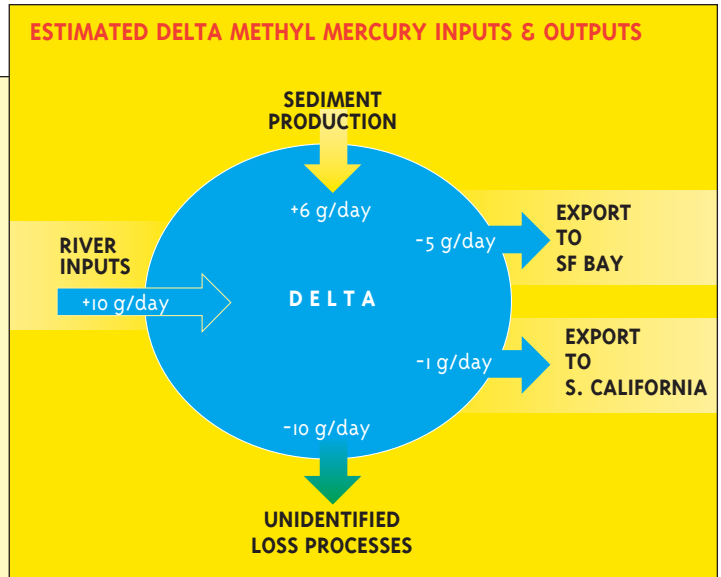 ESTIMATED DELTA METHYL MERCURY INPUTS & OUTPUTS
SEDIMENT
PRODUCTION
+6 g/day
-5 g/day
EXPORT
TO
SF BAY
RIVER
INPUTS
+10 g/day
DELTA
EXPORT
TO
S. CALIFORNIA
-1 g/day
-10 g/day
UNIDENTIFIED
LOSS PROCESSES